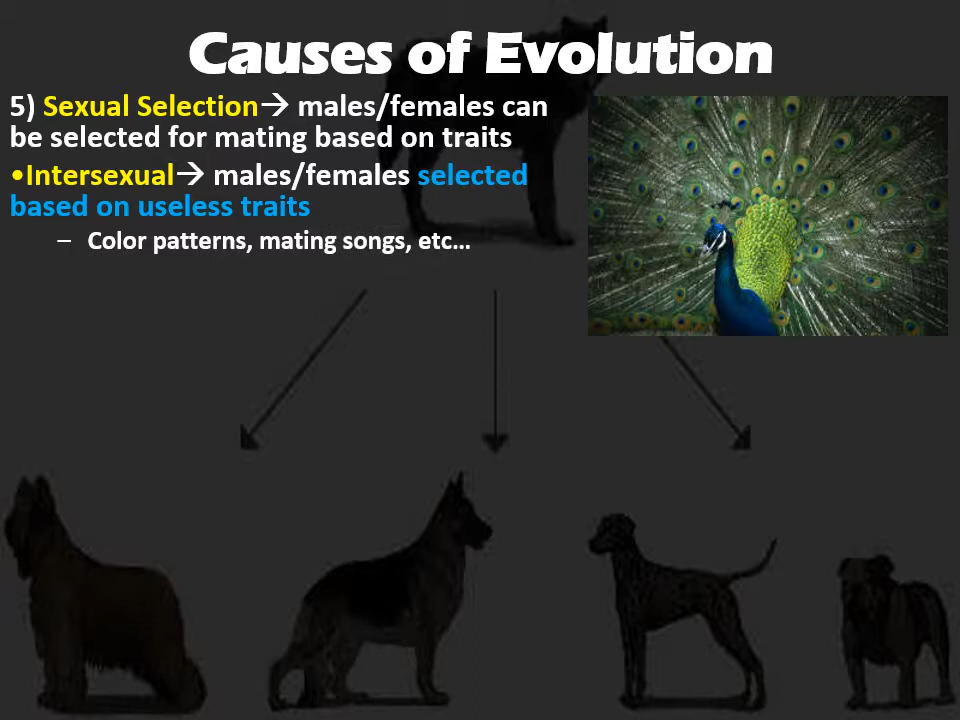 Causes of Evolution
5) Sexual Selection→ males/females can
be selected for mating based on traits
•Intersexual→ males/females selected
based on useless traits
– Color patterns, mating songs, etc…